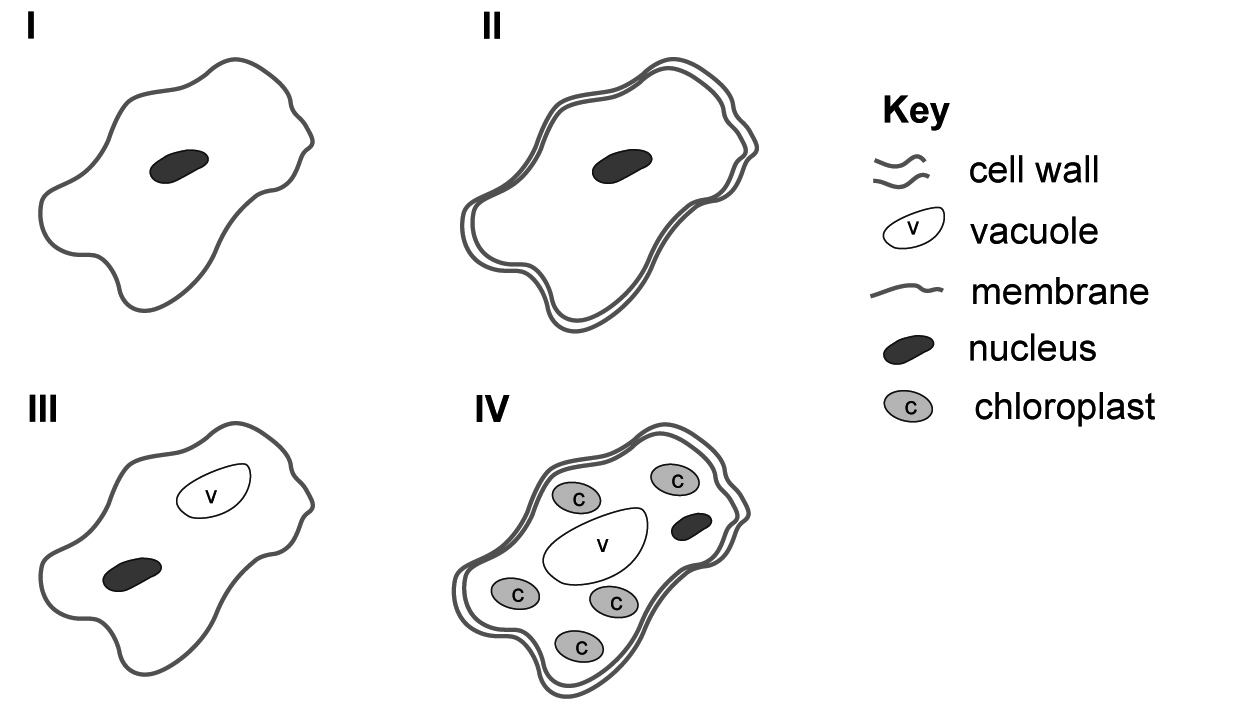 I
II
Key
cell wall
v
vacuole
membrane
nucleus
c
chloroplast
III
v
IV
c
c
v
c
c
c